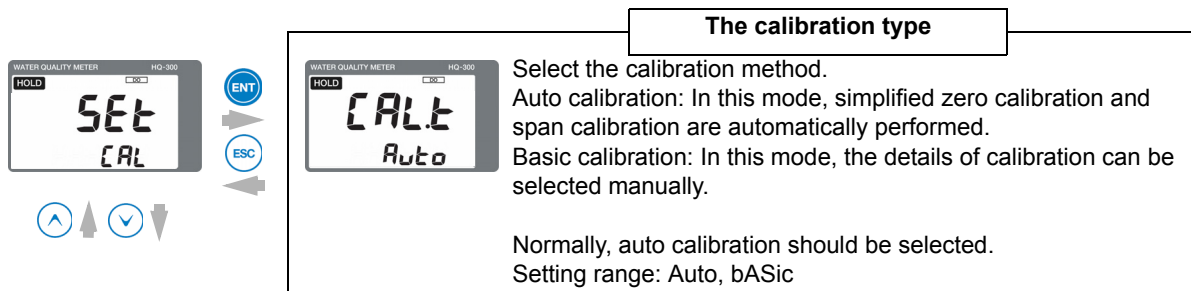 The calibration type
WATER QUALITY METER HQ-300
HOLD DO
SEt
CAL
ENT
ESC
WATER QUALITY METER HQ-300
HOLD DO
CAL.t
Auto
Select the calibration method.
Auto calibration: In this mode, simplified zero calibration and
span calibration are automatically performed.
Basic calibration: In this mode, the details of calibration can be
selected manually.
Normally, auto calibration should be selected.
Setting range: Auto, bASic